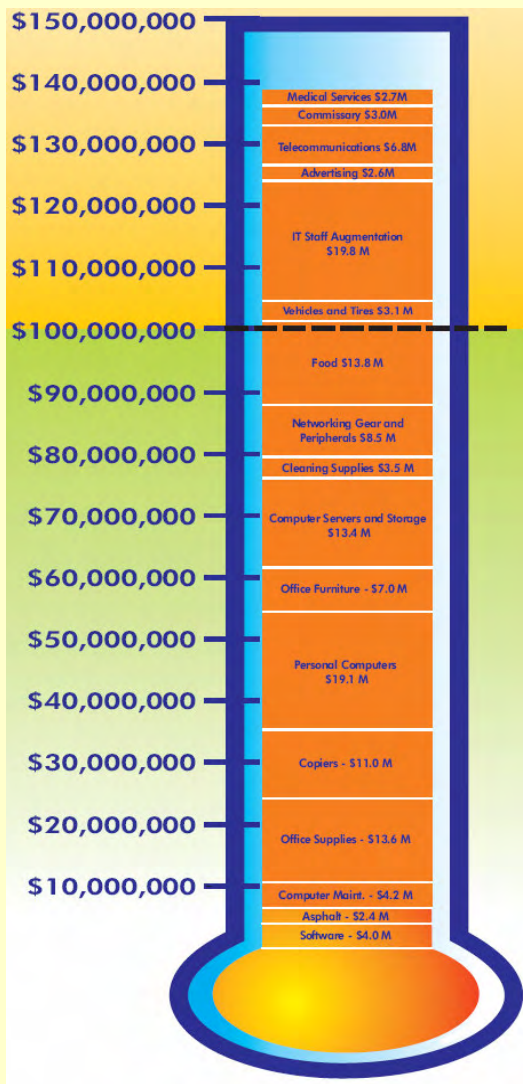 $150,000,000
$140,000,000
Medical Services $2.7M
Commissary $3.0M
$130,000,000
Telecommunications $6.8M
Advertising $2.6M
$120,000,000
IT Staff Augmentation
$19.8 M
$110,000,000
Vehicles and Tires $3.1 M
$100,000,000
Food $13.8 M
$90,000,000
Networking Gear and
Peripherals $8.5 M
$80,000,000
Cleaning Supplies $3.5 M
$70,000,000
Computer Servers and Storage
$13.4 M
$60,000,000
Office Furniture - $7.0 M
$50,000,000
Personal Computers
$19.1 M
$40,000,000
$30,000,000
Copiers - $11.0 M
$20,000,000
Office Supplies - $13.6 M
$10,000,000
Computer Maint. - $4.2 M
Asphalt - $2.4 M
Software - $4.0 M